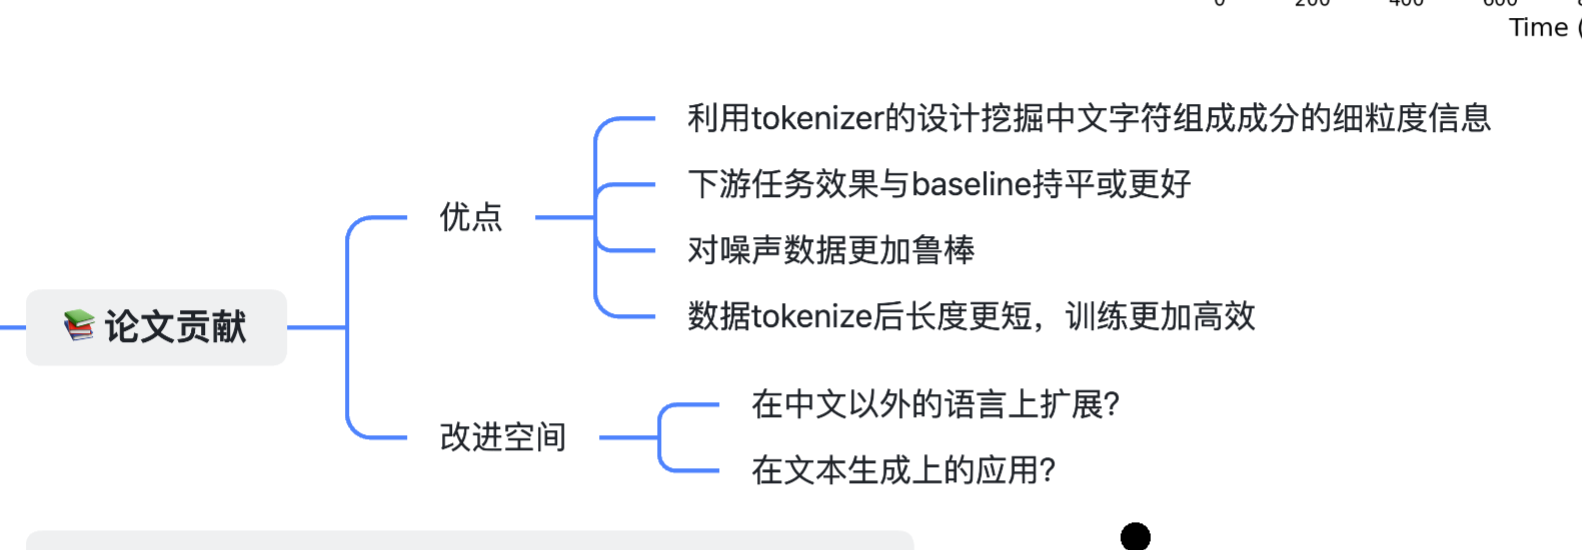 0 200 400 600
Time (
利用tokenizer的设计挖掘中文字符组成成分的细粒度信息
下游任务效果与baseline持平或更好
优点
对噪声数据更加鲁棒
数据tokenize后长度更短，训练更加高效
论文贡献
在中文以外的语言上扩展?
改进空间
在文本生成上的应用?